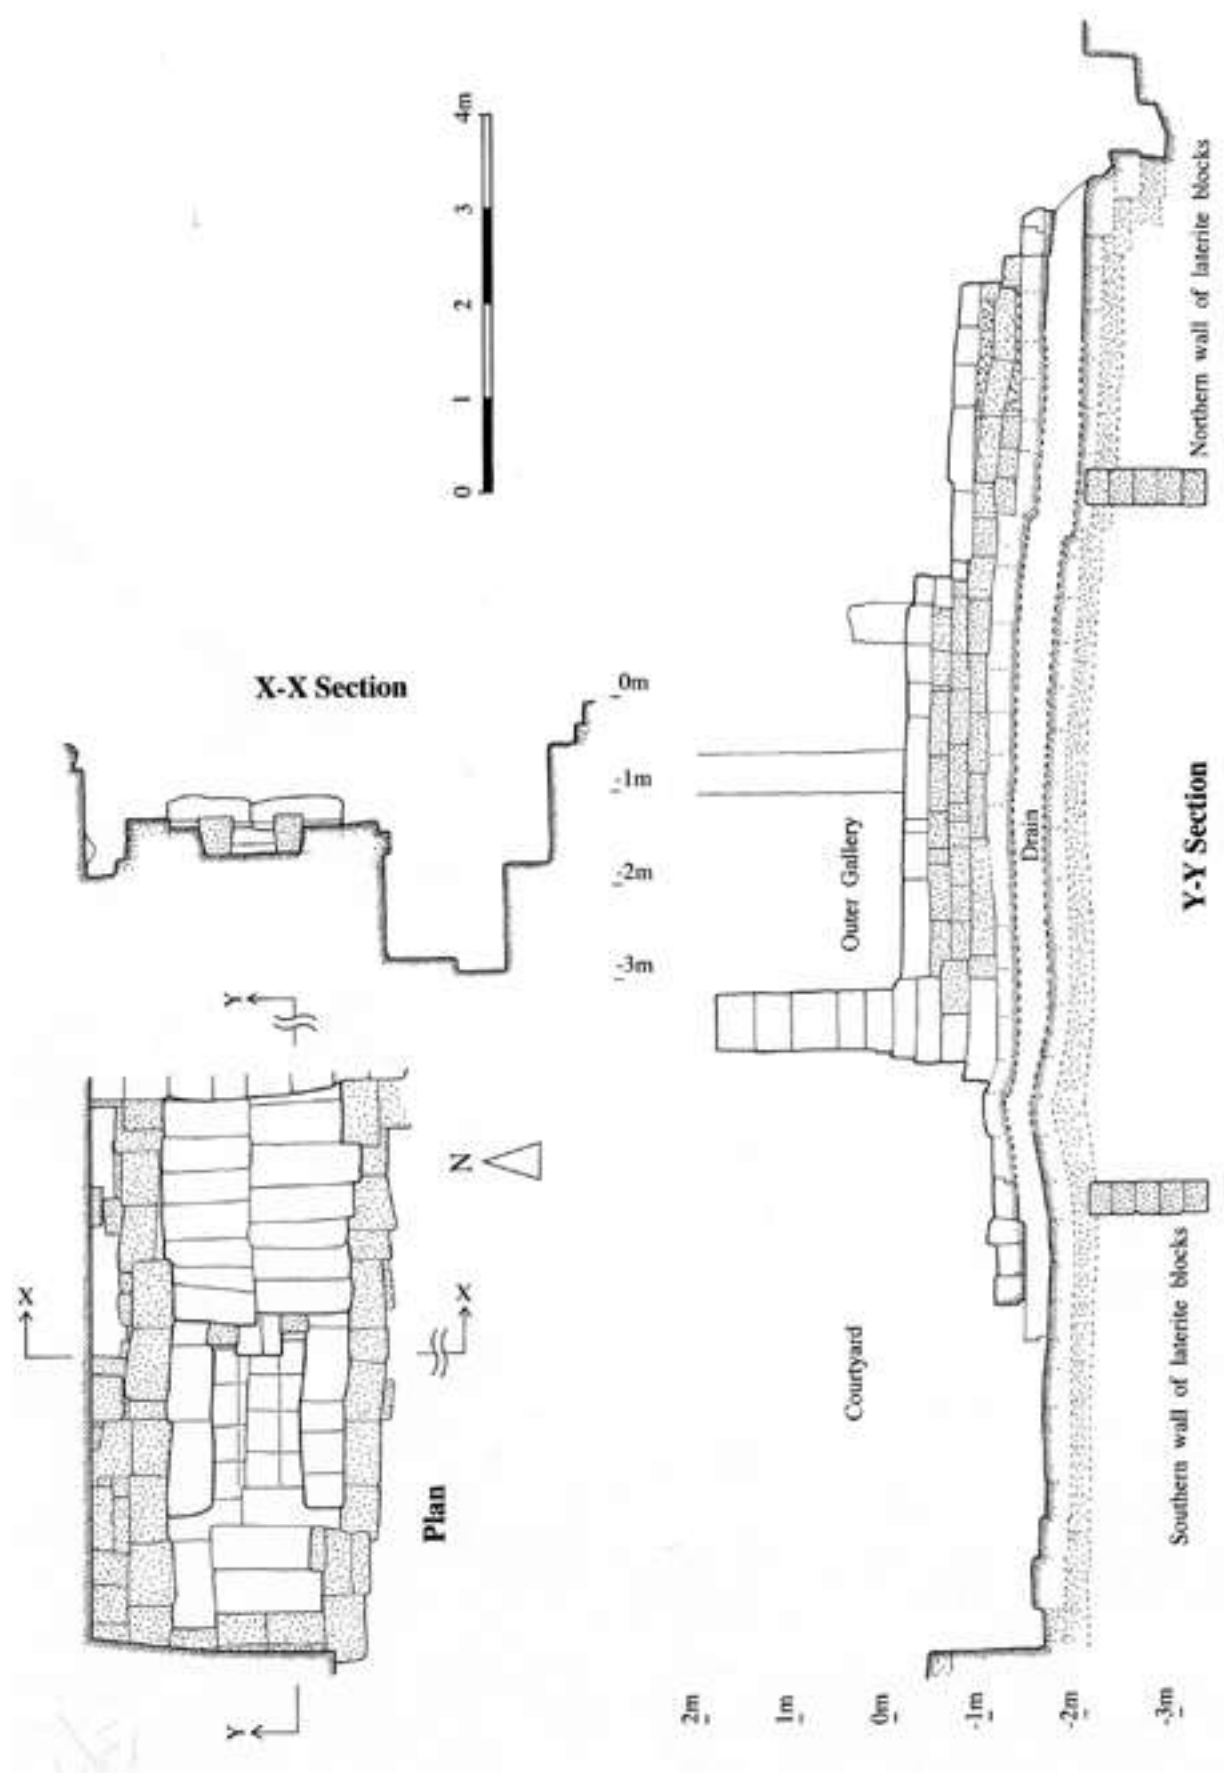 0 1 2 3 4m
X-X Section
0m
-1m
-2m
-3m
Y
Y
X
X
N
Plan
Outer Gallery
Courtyard
Drain
Northern wall of laterite blocks
Southern wall of laterite blocks
Y-Y Section
2m
1m
0m
-1m
-2m
-3m